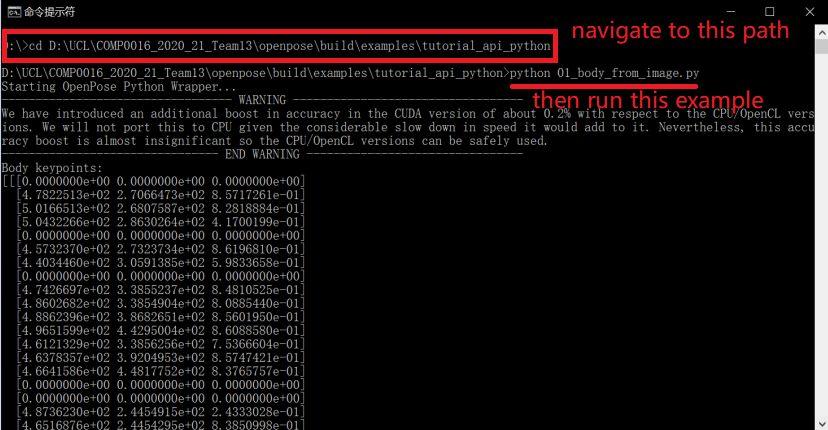 命令提示符
navigate to this path
D:\>cd D:\UCL\COMP0016_2020_21_Team13\openpose\build\examples\tutorial_api_python
D:\UCL\COMP0016_2020_21_Team13\openpose\build\examples\tutorial_api_python>python 01_body_from_image.py
then run this example
Starting OpenPose Python Wrapper...
---------------------------------- WARNING ----------------------------------
We have introduced an additional boost in accuracy in the CUDA version of about 0.2% with respect to the CPU/OpenCL vers
ions. We will not port this to CPU given the considerable slow down in speed it would add to it. Nevertheless, this accu
racy boost is almost insignificant so the CPU/OpenCL versions can be safely used.
-------------------------------- END WARNING --------------------------------
Body keypoints:
[[[0.0000000e+00 0.0000000e+00 0.0000000e+00]
[4.7822513e+02 2.7066473e+02 8.5717261e-01]
[5.0166513e+02 2.6807587e+02 8.2818884e-01]
[5.0432266e+02 2.8630264e+02 4.1700199e-01]
[0.0000000e+00 0.0000000e+00 0.0000000e+00]
[4.5732370e+02 2.7323734e+02 8.6196810e-01]
[4.4034460e+02 3.0591385e+02 5.9833658e-01]
[0.0000000e+00 0.0000000e+00 0.0000000e+00]
[4.7426697e+02 3.3855237e+02 8.4810525e-01]
[4.8602682e+02 3.3854904e+02 8.0885440e-01]
[4.8862396e+02 3.8682651e+02 8.5601950e-01]
[4.9651599e+02 4.4295004e+02 8.6088580e-01]
[4.6121329e+02 3.3856256e+02 7.5366604e-01]
[4.6378357e+02 3.9204953e+02 8.5747421e-01]
[4.6641586e+02 4.4817752e+02 8.3765757e-01]
[0.0000000e+00 0.0000000e+00 0.0000000e+00]
[0.0000000e+00 0.0000000e+00 0.0000000e+00]
[4.8736230e+02 2.4454915e+02 2.4333028e-01]
[4.6516876e+02 2.4454295e+02 8.3850998e-01]